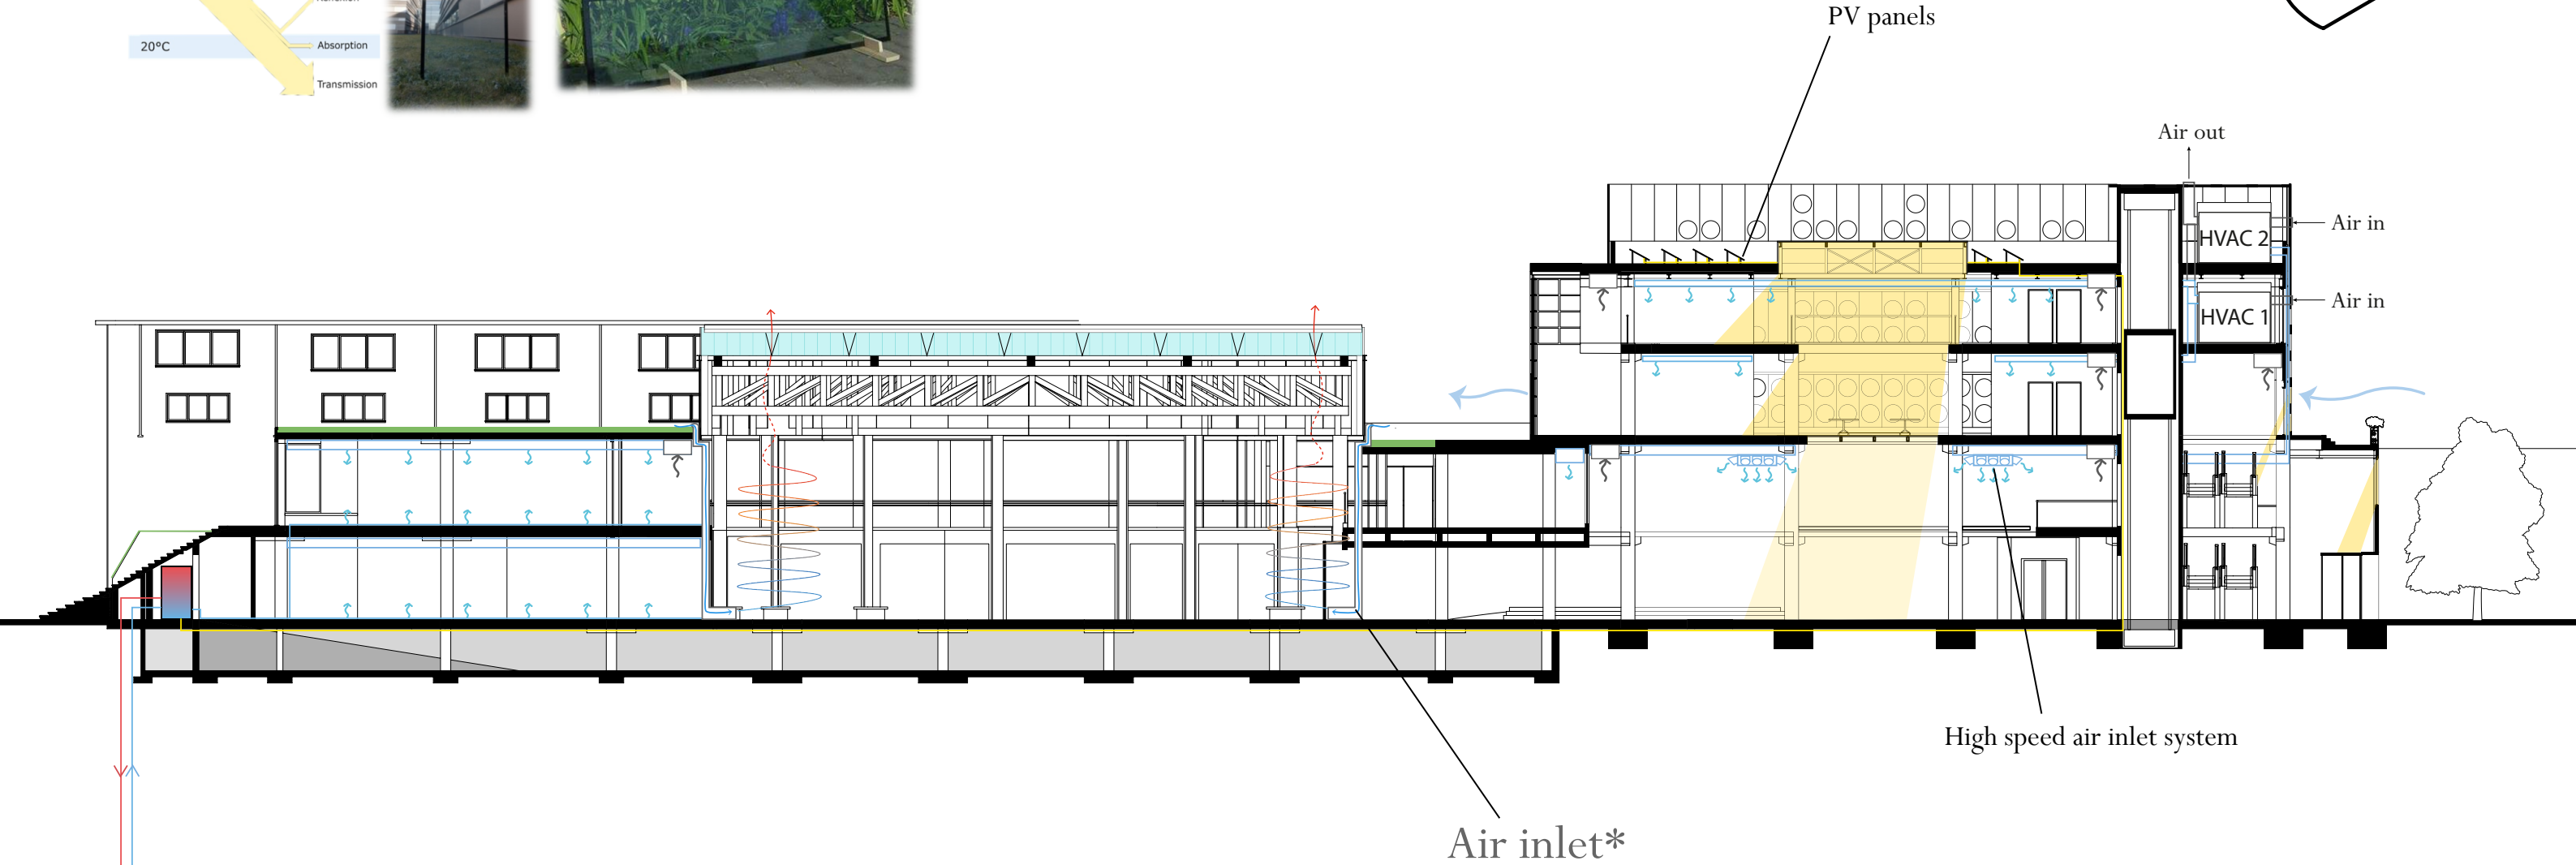 PV panels
20°C
Absorption
Transmission
Air out
Air in
HVAC 2
Air in
HVAC 1
High speed air inlet system
Air inlet*